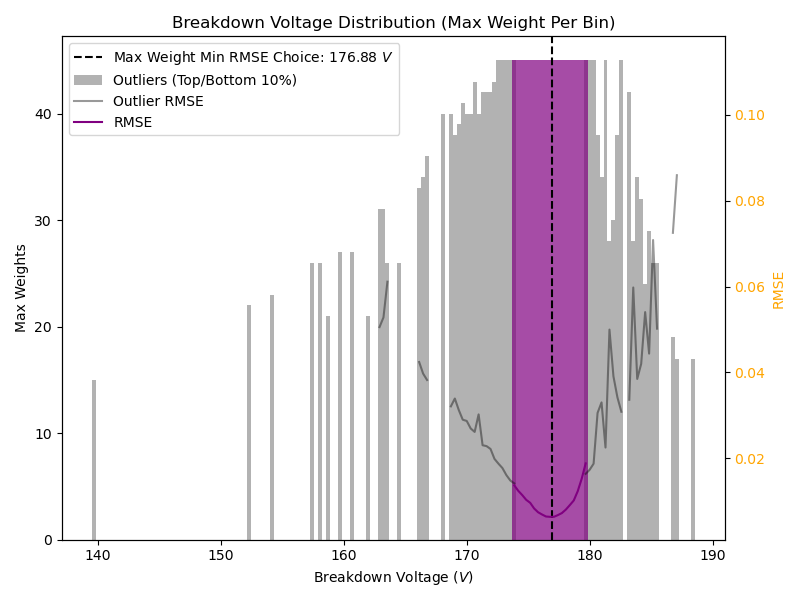 Breakdown Voltage Distribution (Max Weight Per Bin)
Max Weight Min RMSE Choice: 176.88 V
Outliers (Top/Bottom 10%)
Outlier RMSE
RMSE
40
30
20
10
0
Max Weights
0.10
0.08
0.06
0.04
0.02
RMSE
140 150 160 170 180 190
Breakdown Voltage (V)